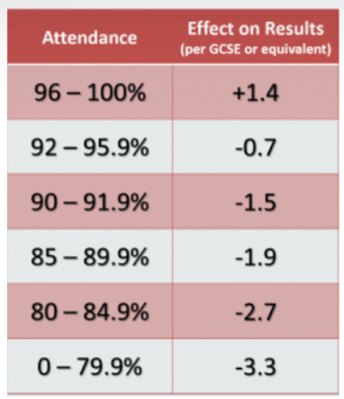 Attendance Effect on Results
(per GCSE or equivalent)
96 – 100% +1.4
92 – 95.9% -0.7
90 – 91.9% -1.5
85 – 89.9% -1.9
80 – 84.9% -2.7
0 – 79.9% -3.3